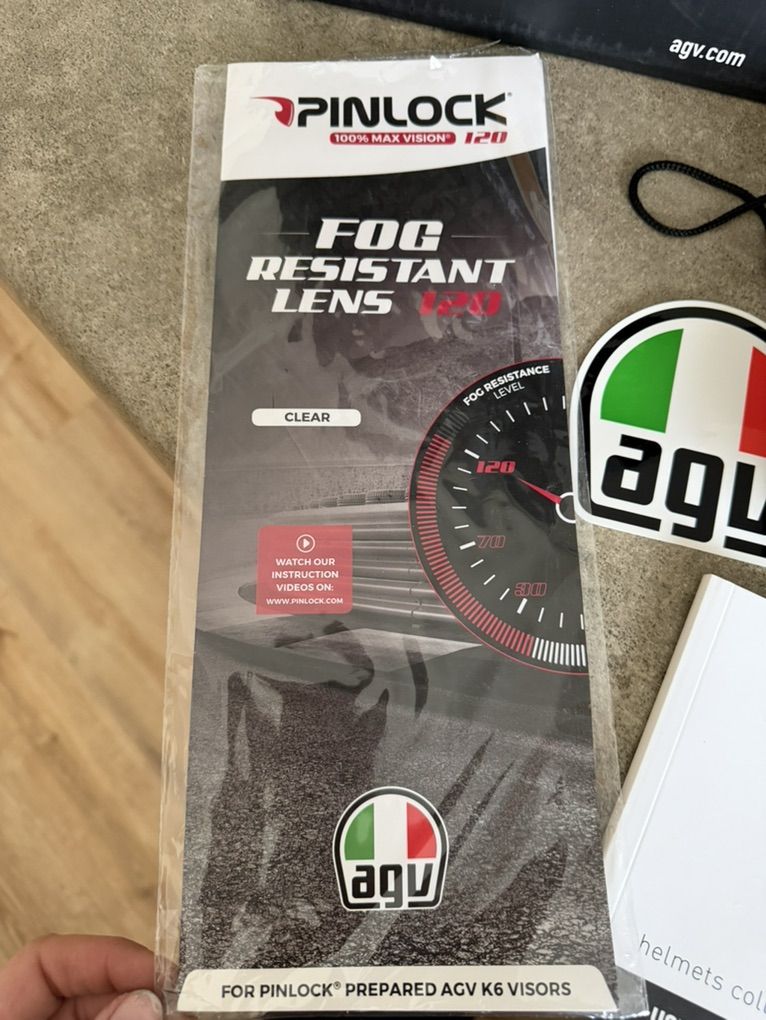 agv.com
PINLOCK®
100% MAX VISION® 120
FOG
RESISTANT
LENS 120
FOG RESISTANCE
LEVEL
CLEAR
120
70
30
WATCH OUR
INSTRUCTION
VIDEOS ON:
WWW.PINLOCK.COM
agv
agv
helmets coll
FOR PINLOCK® PREPARED AGV K6 VISORS